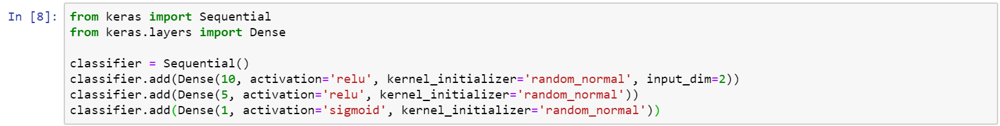 In [8]: from keras import Sequential
from keras.layers import Dense

classifier = Sequential()
classifier.add(Dense(10, activation='relu', kernel_initializer='random_normal', input_dim=2))
classifier.add(Dense(5, activation='relu', kernel_initializer='random_normal'))
classifier.add(Dense(1, activation='sigmoid', kernel_initializer='random_normal'))